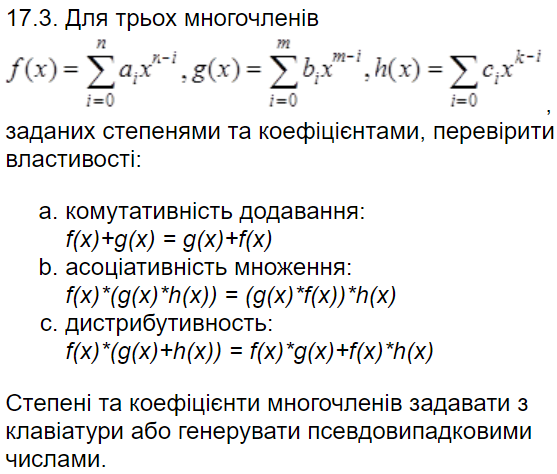 17.3. Для трьох многочленів
f(x) = \sum_{i=0}^{n} a_i x^{n-i}, g(x) = \sum_{i=0}^{m} b_i x^{m-i}, h(x) = \sum_{i=0} c_i x^{k-i},
заданих степенями та коефіцієнтами, перевірити
властивості:
a. комутативність додавання:
f(x)+g(x) = g(x)+f(x)
b. асоціативність множення:
f(x)*(g(x)*h(x)) = (g(x)*f(x))*h(x)
c. дистрибутивность:
f(x)*(g(x)+h(x)) = f(x)*g(x)+f(x)*h(x)
Степені та коефіцієнти многочленів задавати з
клавіатури або генерувати псевдовипадковими
числами.